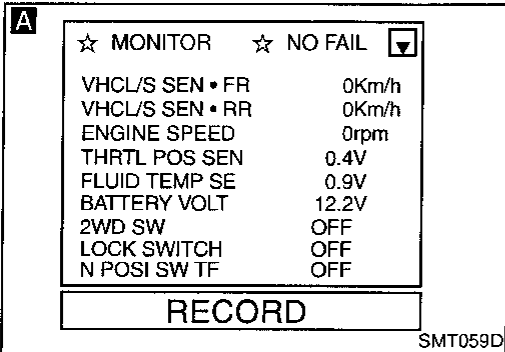 A
☆ MONITOR ☆ NO FAIL ▼
VHCL/S SEN • FR 0Km/h
VHCL/S SEN • RR 0Km/h
ENGINE SPEED 0rpm
THRTL POS SEN 0.4V
FLUID TEMP SE 0.9V
BATTERY VOLT 12.2V
2WD SW OFF
LOCK SWITCH OFF
N POSI SW TF OFF
RECORD
SMT059D